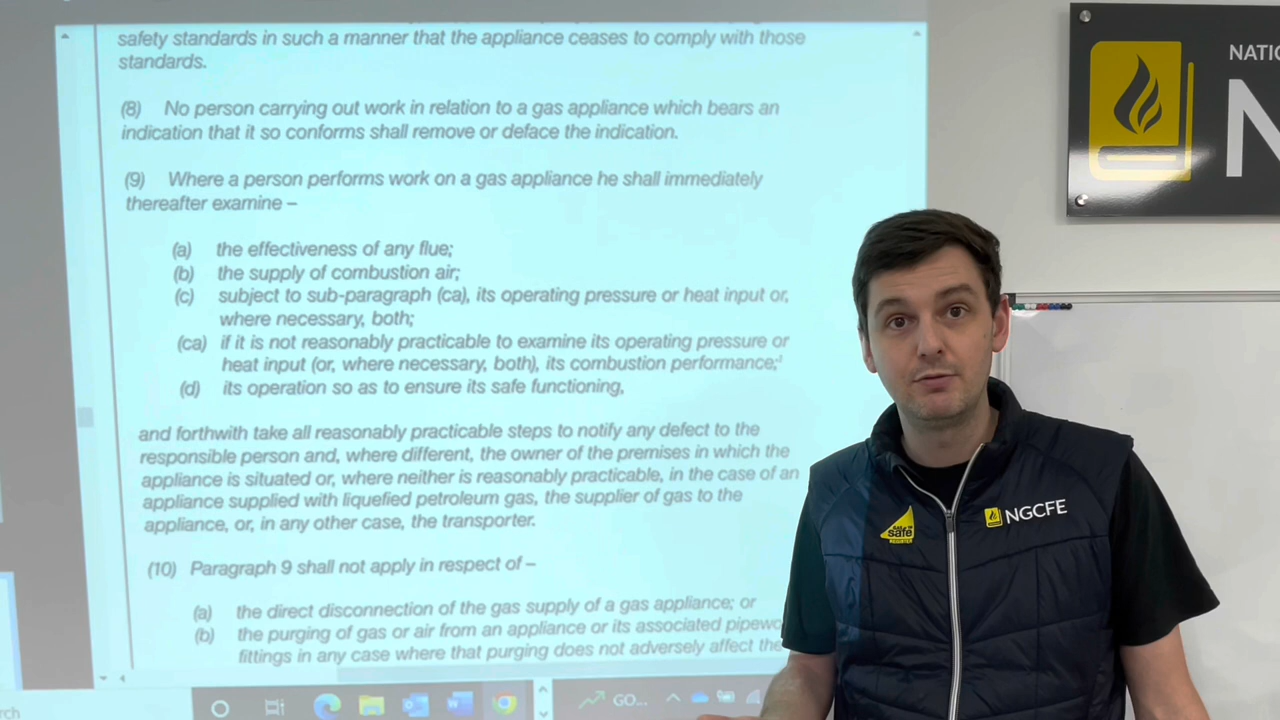 safety standards in such a manner that the appliance ceases to comply with those
standards.
(8) No person carrying out work in relation to a gas appliance which bears an
indication that it so conforms shall remove or deface the indication.
(9) Where a person performs work on a gas appliance he shall immediately
thereafter examine –
(a) the effectiveness of any flue;
(b) the supply of combustion air;
(c) subject to sub-paragraph (ca), its operating pressure or heat input or,
where necessary, both;
(ca) if it is not reasonably practicable to examine its operating pressure or
heat input (or, where necessary, both), its combustion performance;
(d) its operation so as to ensure its safe functioning,
and forthwith take all reasonably practicable steps to notify any defect to the
responsible person and, where different, the owner of the premises in which the
appliance is situated or, where neither is reasonably practicable, in the case of an
appliance supplied with liquefied petroleum gas, the supplier of gas to the
appliance, or, in any other case, the transporter.
(10) Paragraph 9 shall not apply in respect of –
(a) the direct disconnection of the gas supply of a gas appliance; or
(b) the purging of gas or air from an appliance or its associated pipewo
fittings in any case where that purging does not adversely affect the
rch
GO...
NATIO
N
GAS
safe
REGISTER
NGCFE